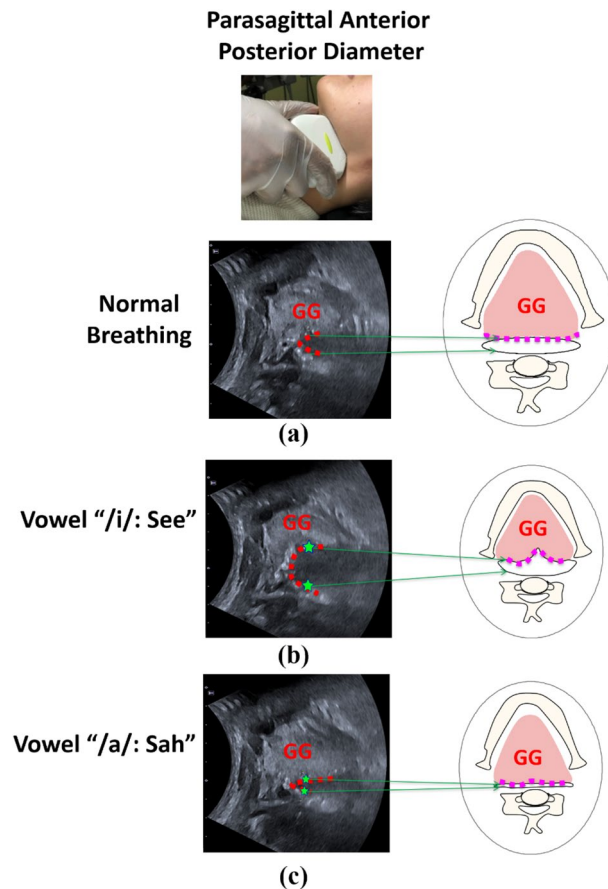 Parasagittal Anterior
Posterior Diameter
Normal
Breathing
GG
GG
(a)
Vowel “/i/: See”
GG
GG
(b)
Vowel “/a/: Sah”
GG
GG
(c)